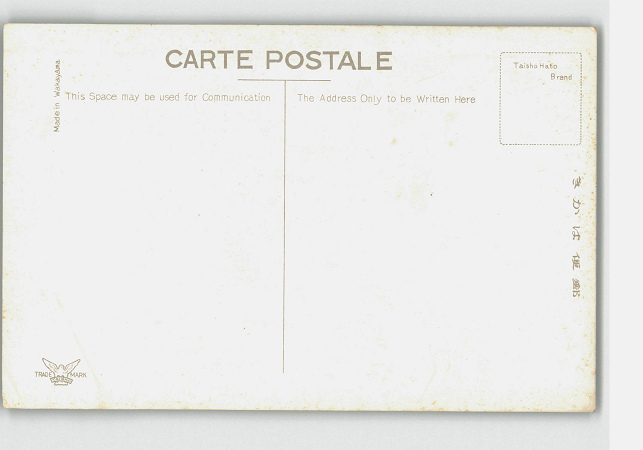 CARTE POSTALE
Made in Wakayama
This Space may be used for Communication
The Address Only to be Written Here
Taisho Hato
Brand
きかは便郵
TRADE MARK